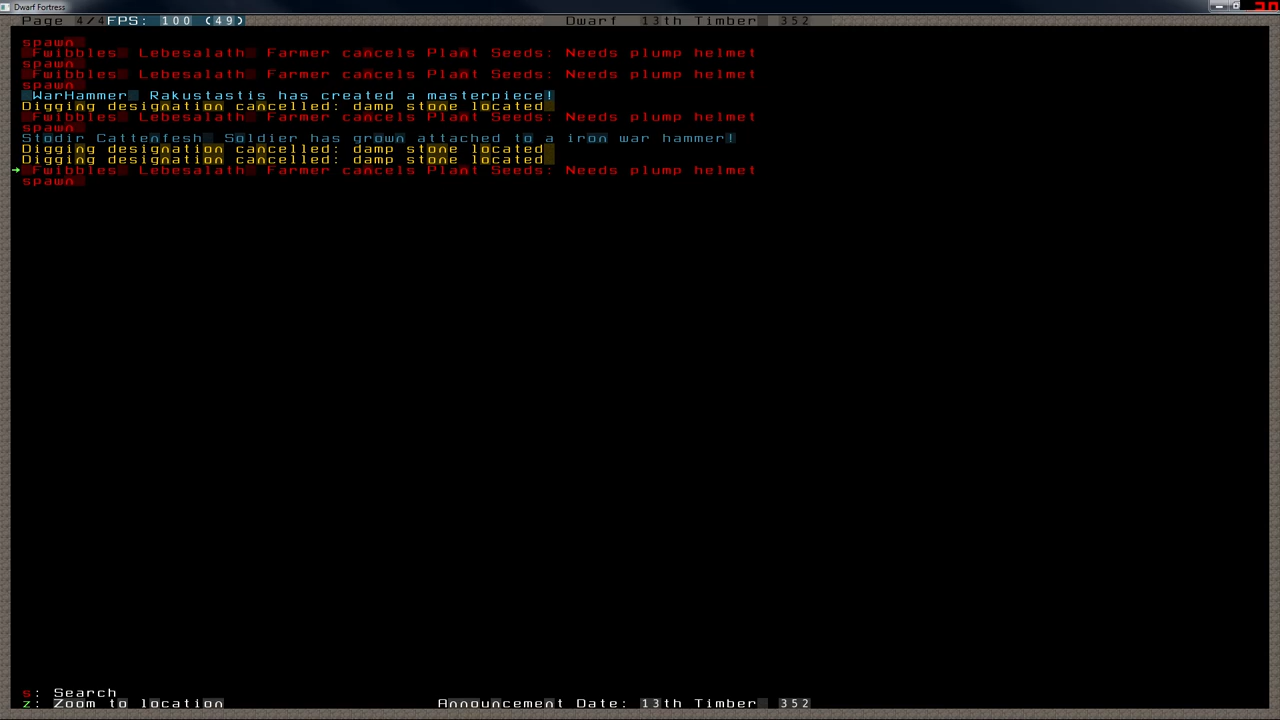 Dwarf Fortress
Page 4/4 FPS: 100 (49) Dwarf 13th Timber 352
spawn
Fwibbles Lebesalath Farmer cancels Plant Seeds: Needs plump helmet
spawn
Fwibbles Lebesalath Farmer cancels Plant Seeds: Needs plump helmet
spawn
WarHammer Rakustastis has created a masterpiece!
Digging designation cancelled: damp stone located
Fwibbles Lebesalath Farmer cancels Plant Seeds: Needs plump helmet
spawn
Stodir Cattenfesh Soldier has grown attached to a iron war hammer!
Digging designation cancelled: damp stone located
Digging designation cancelled: damp stone located
Fwibbles Lebesalath Farmer cancels Plant Seeds: Needs plump helmet
spawn
s: Search
z: Zoom to location Announcement Date: 13th Timber 352